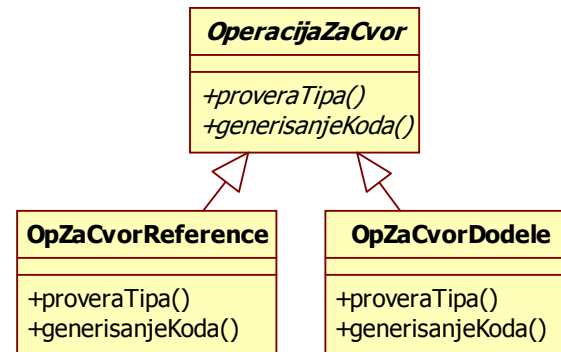 OperacijaZaCvor
+proveraTipa()
+generisanjeKoda()
OpZaCvorReference
+proveraTipa()
+generisanjeKoda()
OpZaCvorDodele
+proveraTipa()
+generisanjeKoda()